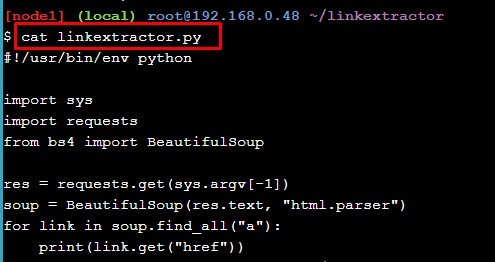 [node1] (local) root@192.168.0.48 ~/linkextractor
$ cat linkextractor.py
#!/usr/bin/env python
import sys
import requests
from bs4 import BeautifulSoup
res = requests.get(sys.argv[-1])
soup = BeautifulSoup(res.text, "html.parser")
for link in soup.find_all("a"):
    print(link.get("href"))